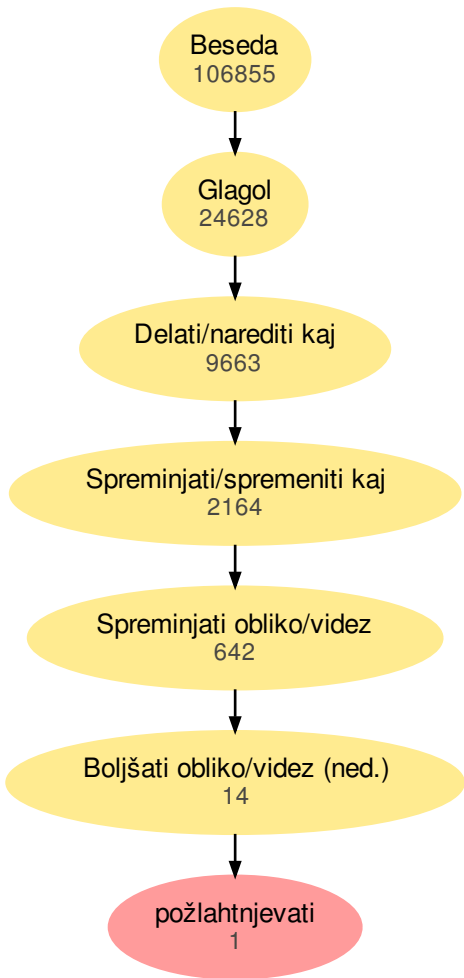 Beseda
106855
Glagol
24628
Delati/narediti kaj
9663
Spreminjati/spremeniti kaj
2164
Spreminjati obliko/videz
642
Boljšati obliko/videz (ned.)
14
požlahtnjevati
1